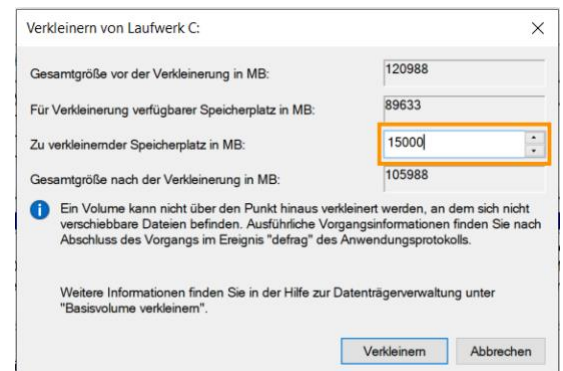 Verkleinern von Laufwerk C:
Gesamtgröße vor der Verkleinerung in MB: 120988
Für Verkleinerung verfügbarer Speicherplatz in MB: 89633
Zu verkleinernder Speicherplatz in MB: 15000
Gesamtgröße nach der Verkleinerung in MB: 105988
Ein Volume kann nicht über den Punkt hinaus verkleinert werden, an dem sich nicht
verschiebbare Dateien befinden. Ausführliche Vorgangsinformationen finden Sie nach
Abschluss des Vorgangs im Ereignis "defrag" des Anwendungsprotokolls.
Weitere Informationen finden Sie in der Hilfe zur Datenträgerverwaltung unter
"Basisvolume verkleinern".
Verkleinern Abbrechen